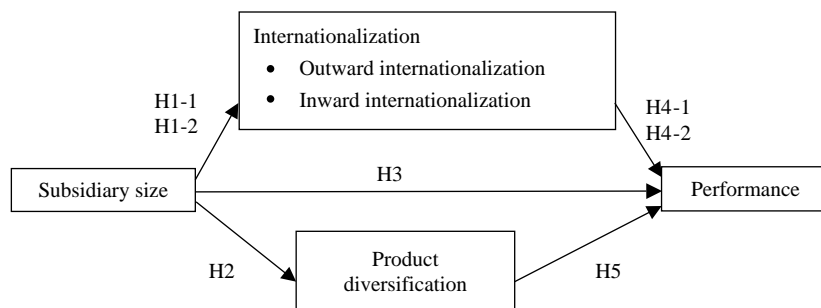 Internationalization
• Outward internationalization
• Inward internationalization
H1-1
H1-2
H4-1
H4-2
Subsidiary size
H3
Performance
H2
Product
diversification
H5